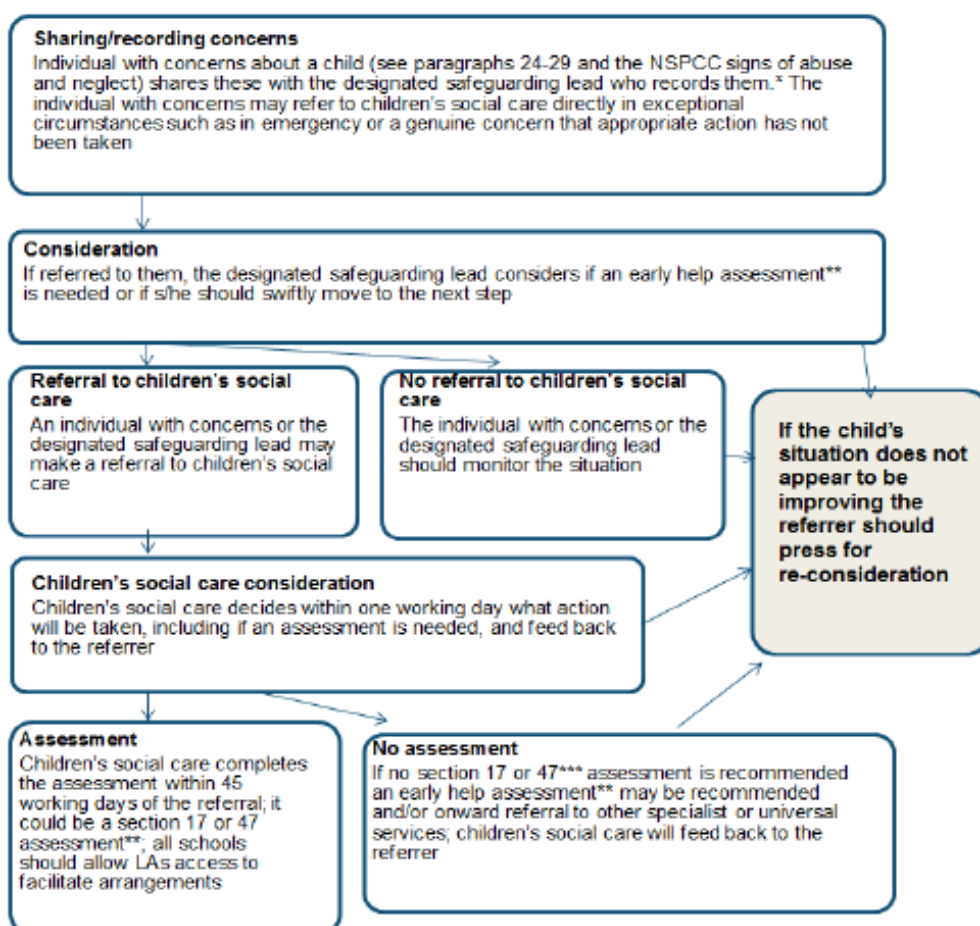 Sharing/recording concerns
Individual with concerns about a child (see paragraphs 24-29 and the NSPCC signs of abuse
and neglect) shares these with the designated safeguarding lead who records them.* The
individual with concerns may refer to children's social care directly in exceptional
circumstances such as in emergency or a genuine concern that appropriate action has not
been taken
Consideration
If referred to them, the designated safeguarding lead considers if an early help assessment**
is needed or if s/he should swiftly move to the next step
Referral to children's social
care
An individual with concerns or the
designated safeguarding lead may
make a referral to children's social
care
No referral to children's social
care
The individual with concerns or the
designated safeguarding lead
should monitor the situation
If the child's
situation does not
appear to be
improving the
referrer should
press for
re-consideration
Children's social care consideration
Children's social care decides within one working day what action
will be taken, including if an assessment is needed, and feed back
to the referrer
Assessment
Children's social care completes
the assessment within 45
working days of the referral; it
could be a section 17 or 47
assessment**; all schools
should allow LAs access to
facilitate arrangements
No assessment
If no section 17 or 47*** assessment is recommended
an early help assessment** may be recommended
and/or onward referral to other specialist or universal
services; children's social care will feed back to the
referrer